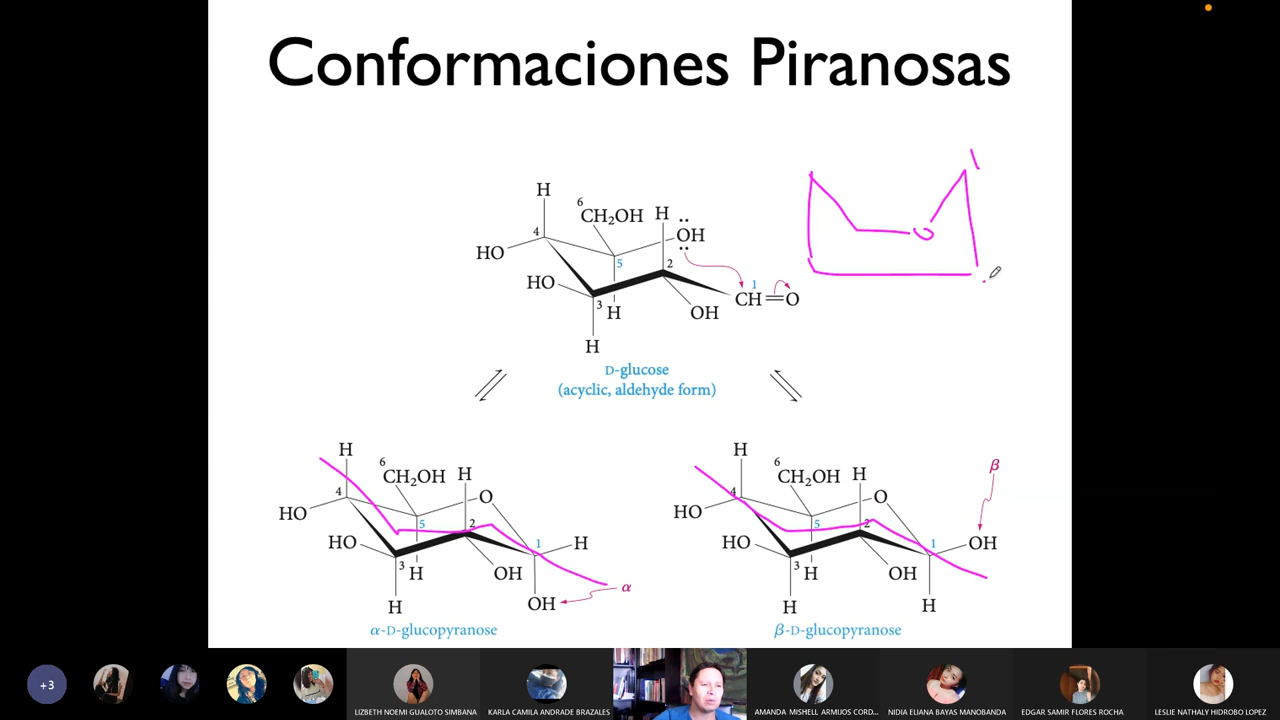 Conformaciones Piranosas
H
6
CH₂OH
H
4
OH
HO
5
2
HO
1
CH=O
3
H
OH
H
D-glucose
(acyclic, aldehyde form)
O
1
H
6
CH₂OH
H
4
O
HO
5
2
HO
1
H
3
H
OH
H
OH
α
α-D-glucopyranose
H
6
CH₂OH
H
β
4
O
HO
5
2
HO
1
OH
3
H
OH
H
H
β-D-glucopyranose
+3
LIZBETH NOEMI GUALOTO SIMBANA
KARLA CAMILA ANDRADE BRAZALES
AMANDA MISHELL ARMIJOS CORD...
NIDIA ELIANA BAYAS MANOBANDA
EDGAR SAMIR FLORES ROCHA
LESLIE NATHALY HIDROBO LOPEZ